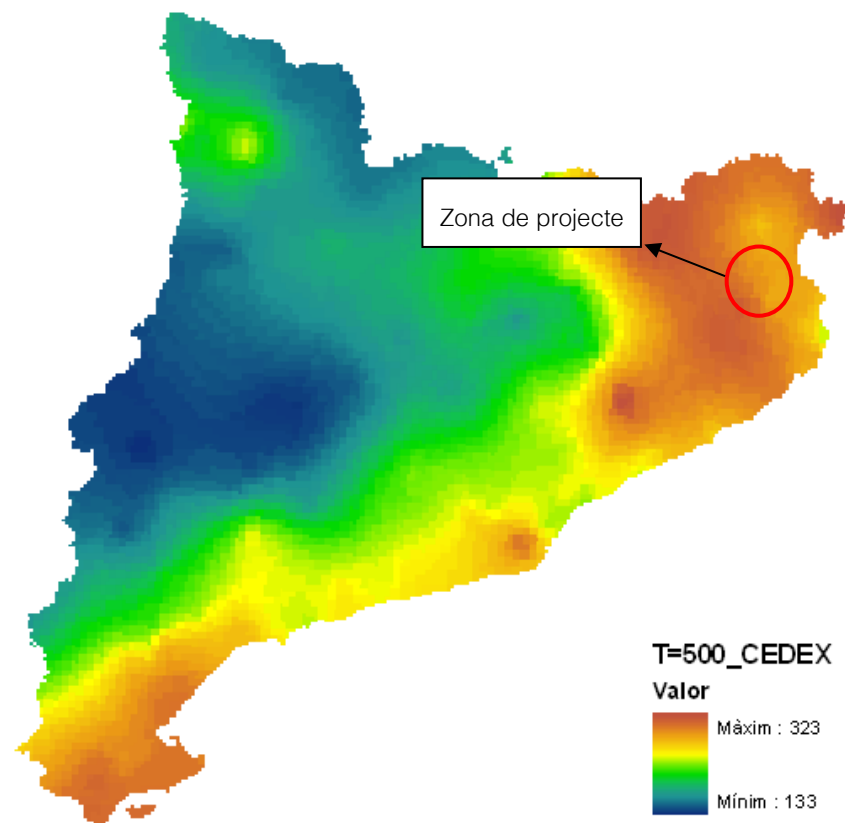 Zona de projecte
T=500_CEDEX
Valor
Màxim : 323
Mínim : 133